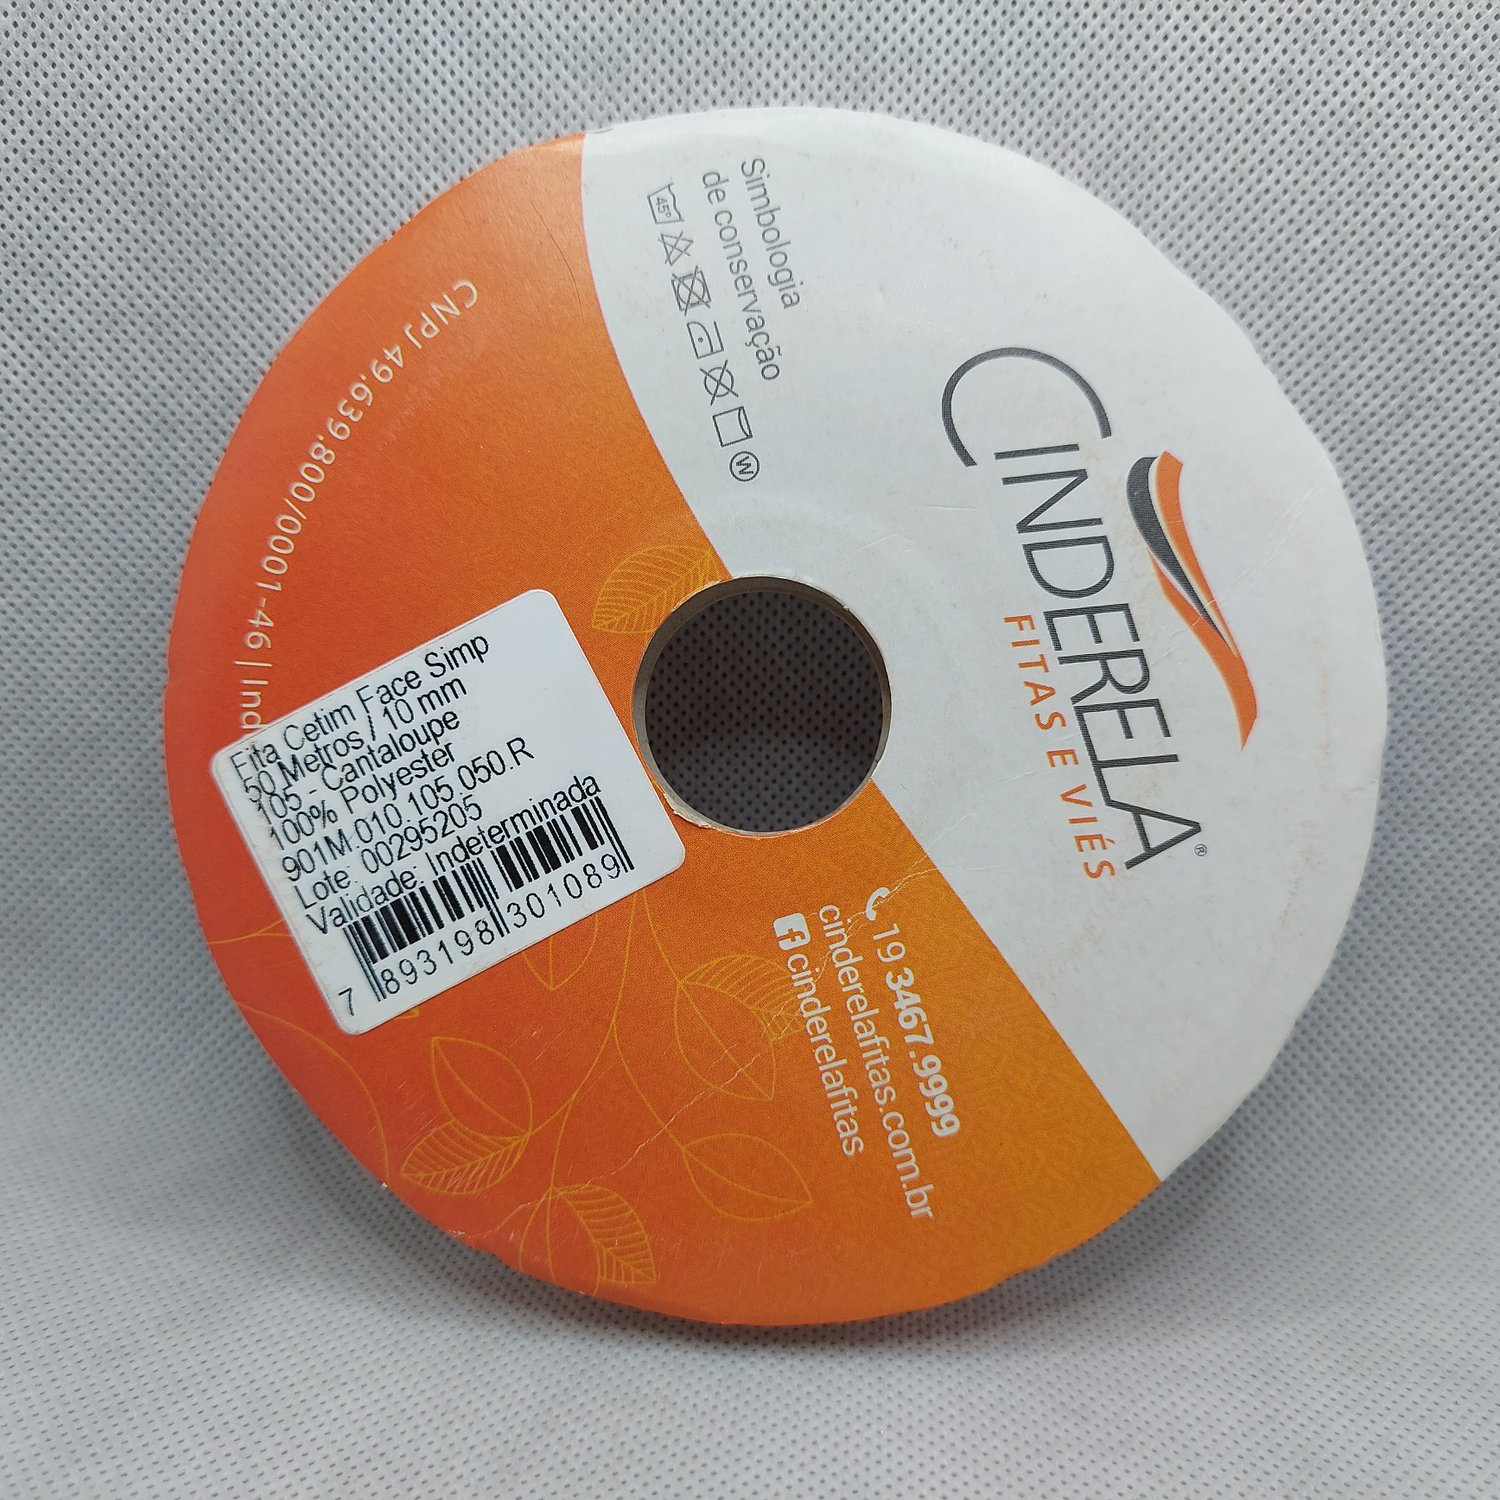 CINDERELA®
FITAS E VIÉS
Simbologia
de conservação
45°
W
19 3467.9999
cinderelafitas.com.br
f cinderelafitas
CNPJ 49.639.800/0001-46 | Ind
Fita Cetim Face Simp
50 Metros / 10 mm
105 - Cantaloupe
100% Polyester
901M.010.105.050.R
Lote: 00295205
Validade: Indeterminada
7 893198 301089